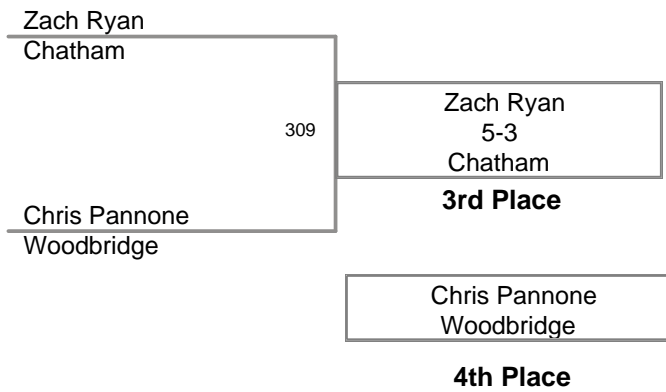 Zach Ryan
Chatham
309
Zach Ryan
5-3
Chatham
3rd Place
Chris Pannone
Woodbridge
Chris Pannone
Woodbridge
4th Place